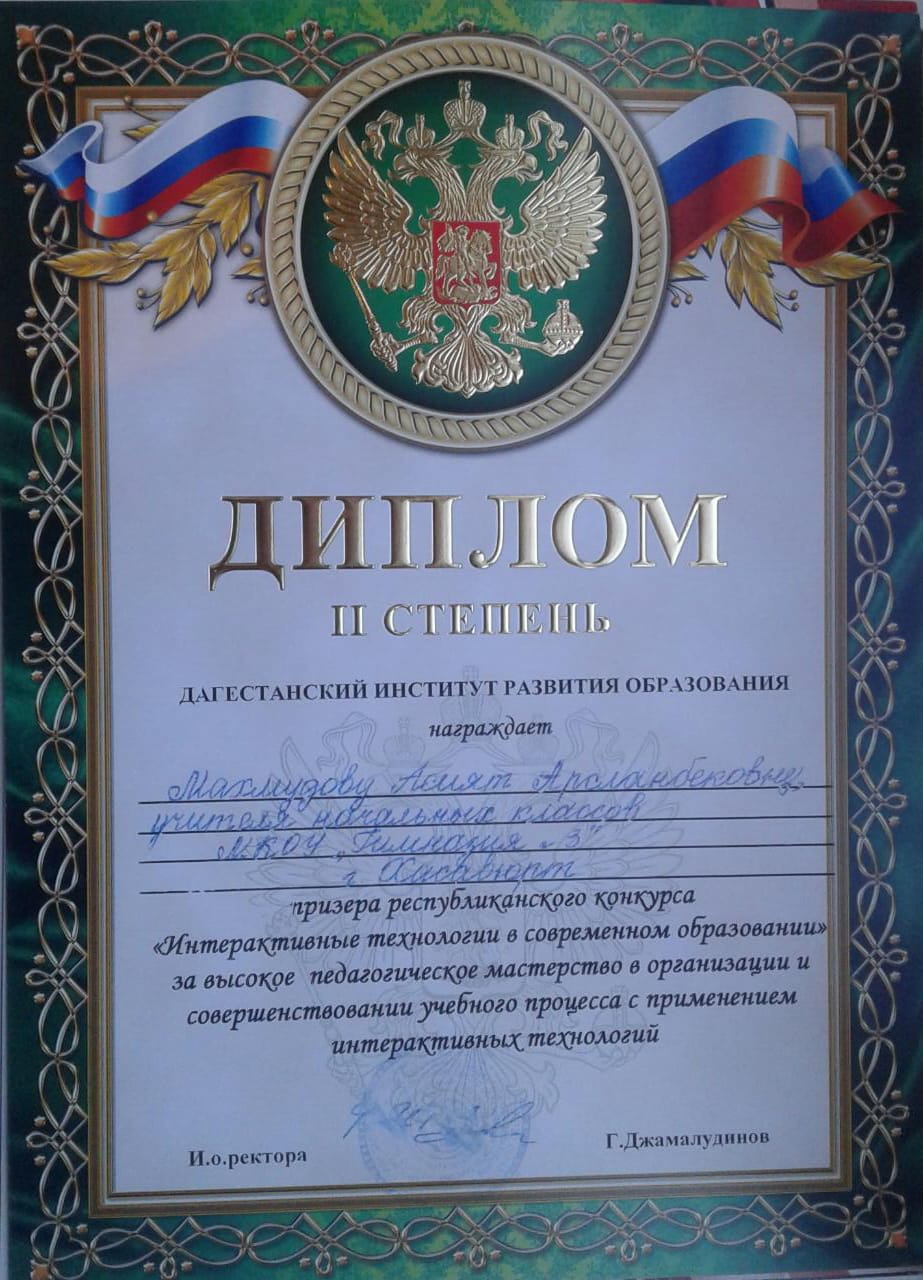 ДИПЛОМ
II СТЕПЕНЬ
ДАГЕСТАНСКИЙ ИНСТИТУТ РАЗВИТИЯ ОБРАЗОВАНИЯ
награждает
Махмудову Асият Арсланбековну,
учителя начальных классов
МКОУ "Гимназия №3"
г Хасавюрт
призера республиканского конкурса
«Интерактивные технологии в современном образовании»
за высокое педагогическое мастерство в организации и
совершенствовании учебного процесса с применением
интерактивных технологий
И.о.ректора Г.Джамалудинов